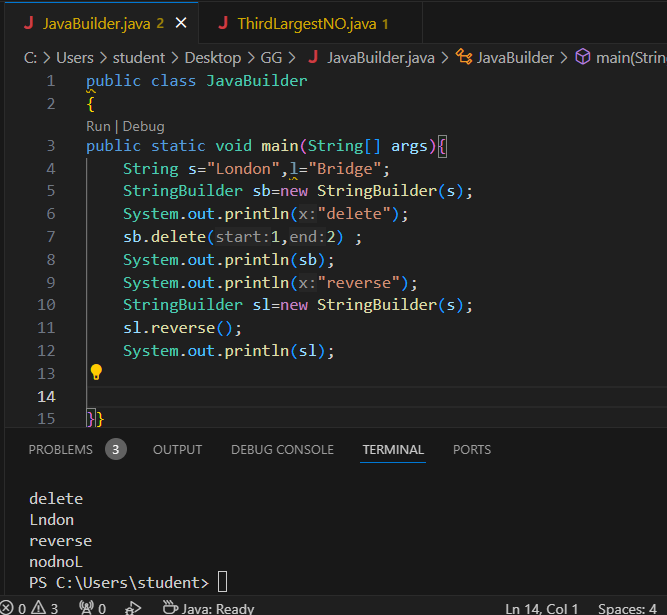 J JavaBuilder.java 2 × J ThirdLargestNO.java 1
C: > Users > student > Desktop > GG > J JavaBuilder.java > JavaBuilder > main(Strin
1 public class JavaBuilder
2 {
Run | Debug
3 public static void main(String[] args){
4 String s="London",l="Bridge";
5 StringBuilder sb=new StringBuilder(s);
6 System.out.println(x:"delete");
7 sb.delete(start:1,end:2) ;
8 System.out.println(sb);
9 System.out.println(x:"reverse");
10 StringBuilder sl=new StringBuilder(s);
11 sl.reverse();
12 System.out.println(sl);
13
14
15 }}
PROBLEMS 3 OUTPUT DEBUG CONSOLE TERMINAL PORTS
delete
Lndon
reverse
nodnoL
PS C:\Users\student>
0 3 0 Java: Ready Ln 14, Col 1 Spaces: 4